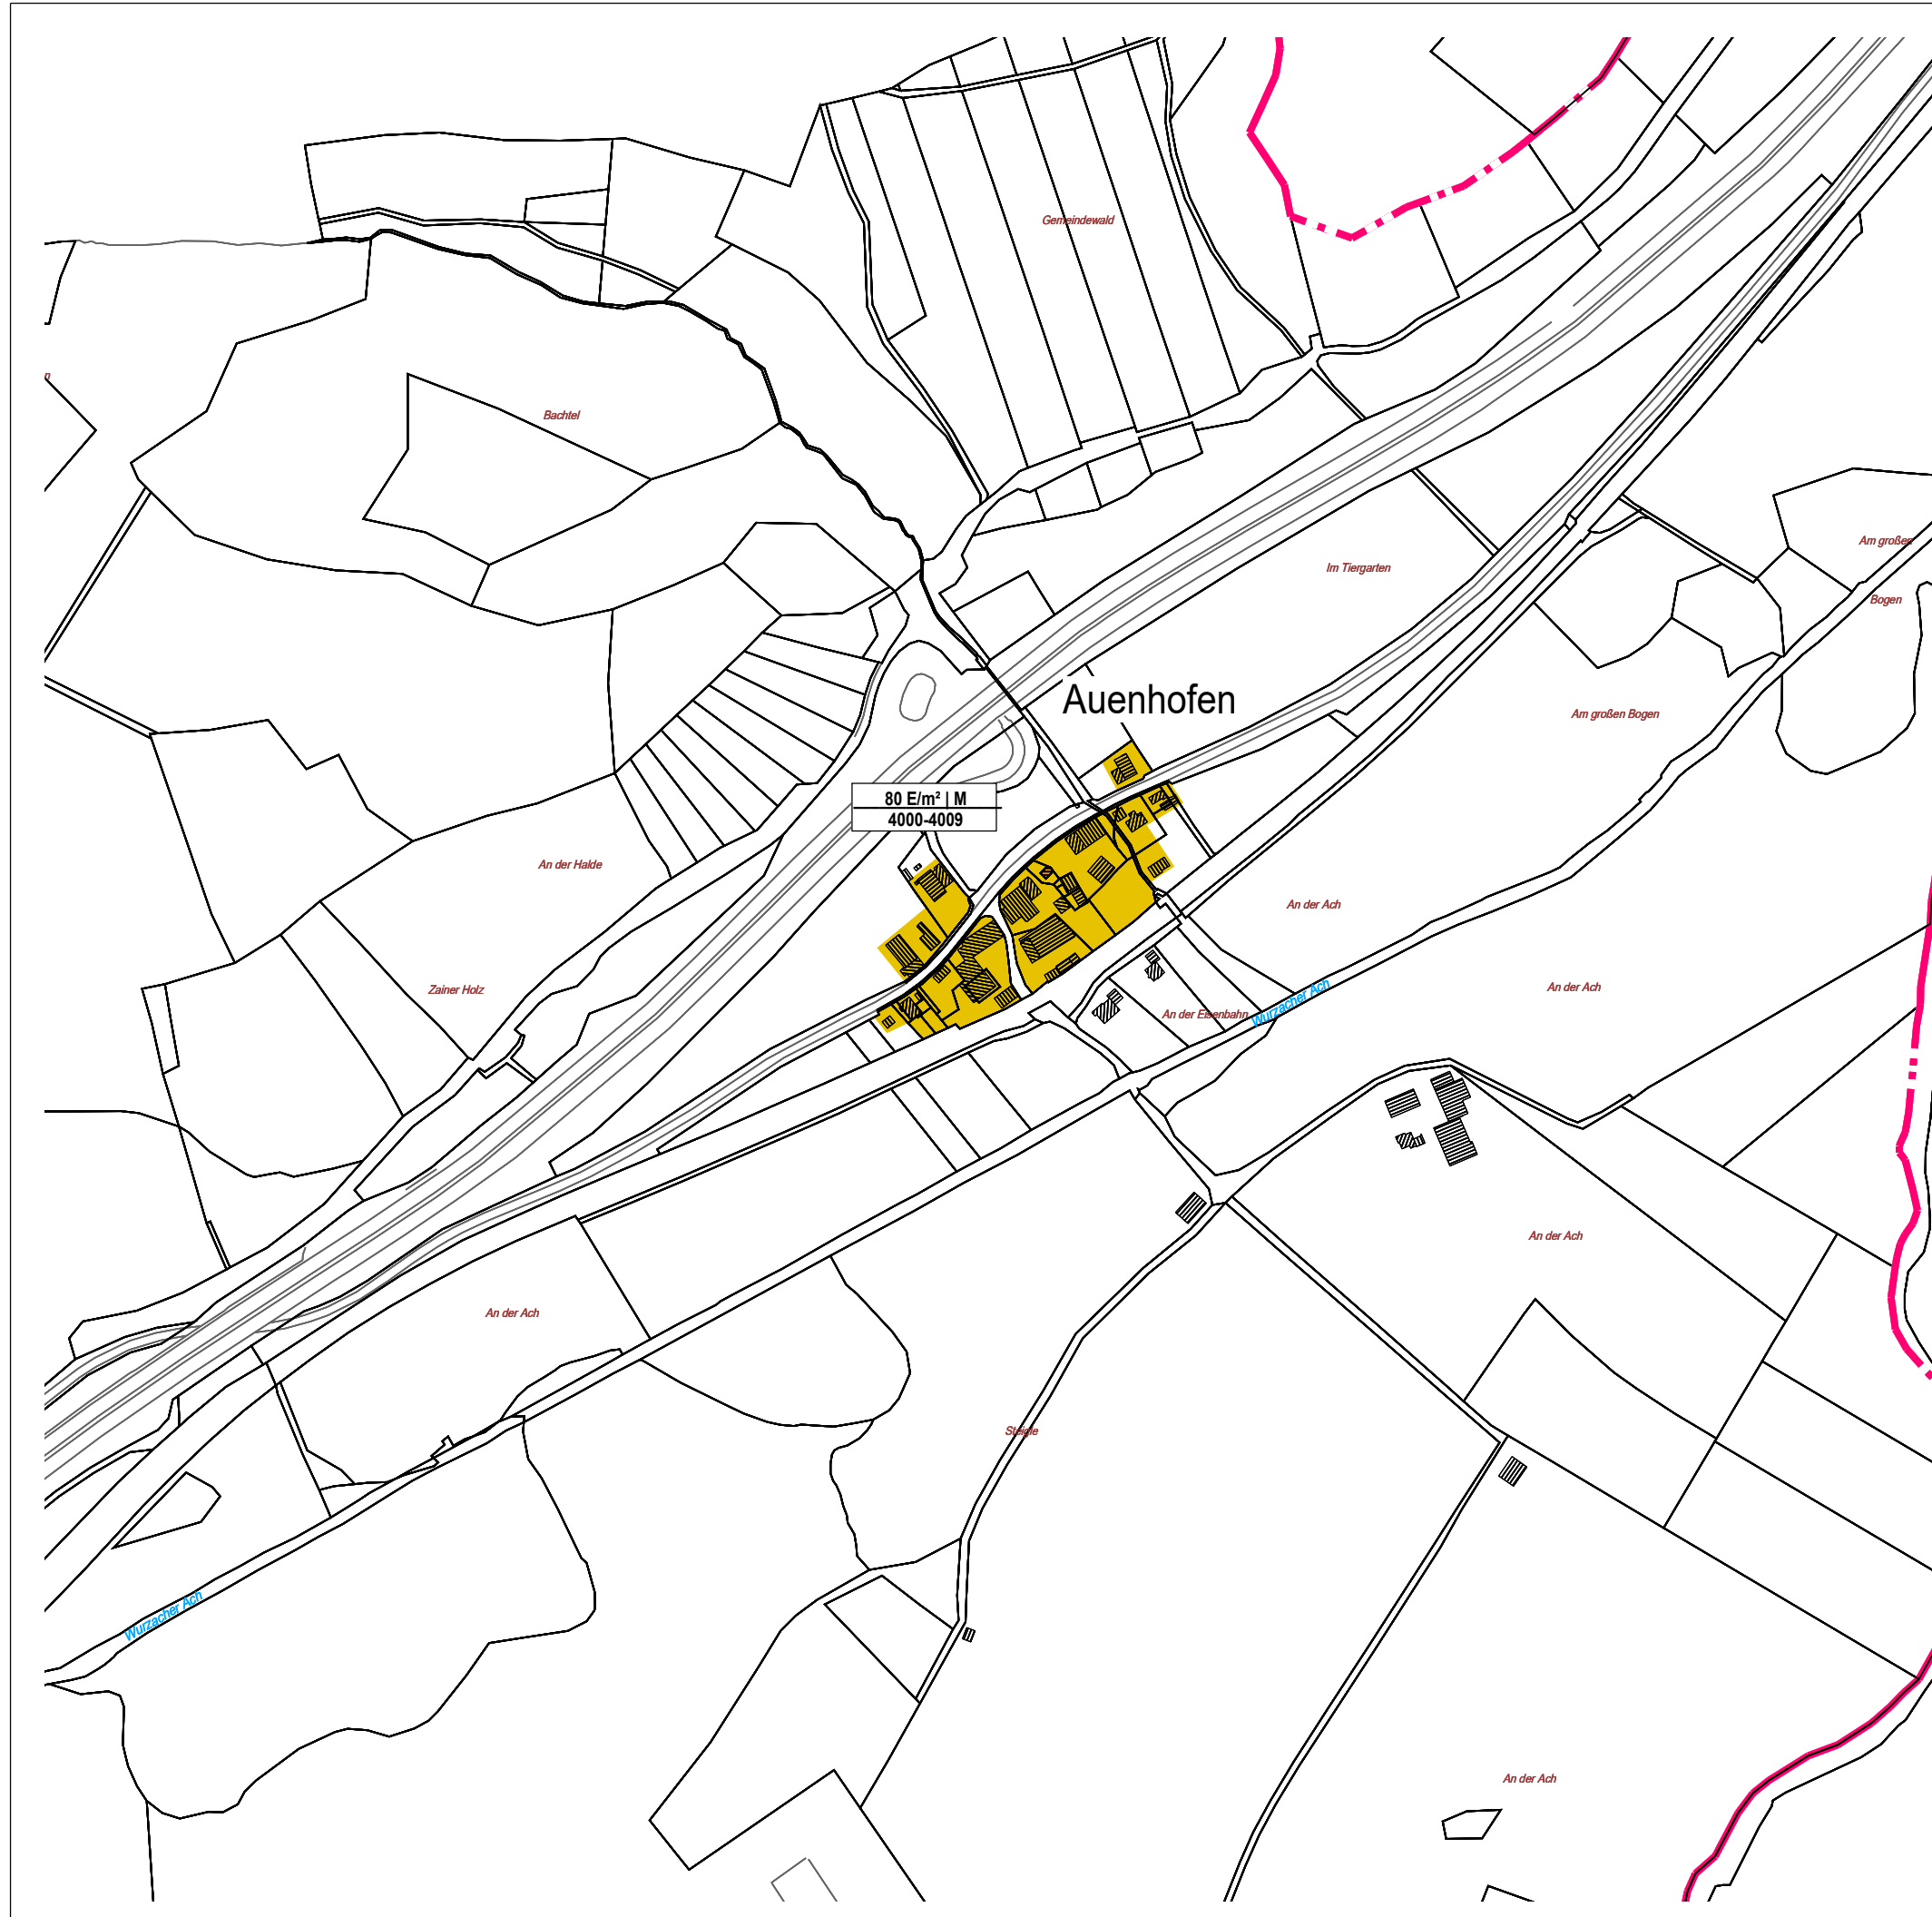 Gemeindewald
n
Bachtel
Am großen
Im Tiergarten
Bogen
Auenhofen
Am großen Bogen
80 E/m² | M
4000-4009
An der Halde
An der Ach
Zainer Holz
An der Ach
Wurzacher Ach
An der Eisenbahn
An der Ach
An der Ach
Steigle
Wurzacher Ach
An der Ach